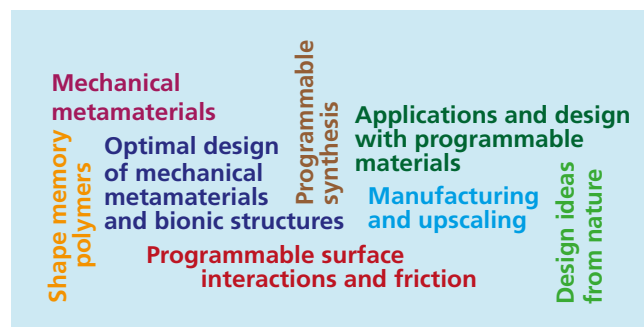 Mechanical
metamaterials
Programmable
synthesis
Applications and design
with programmable
materials
Shape memory
polymers
Optimal design
of mechanical
metamaterials
and bionic structures
Manufacturing
and upscaling
Design ideas
from nature
Programmable surface
interactions and friction